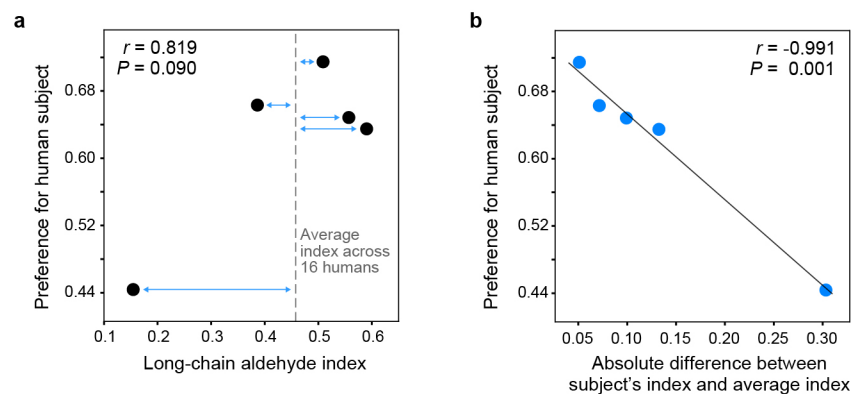 a
r = 0.819
P = 0.090
Preference for human subject
0.68
0.60
0.52
0.44
Average
index across
16 humans
0.1
0.2
0.3
0.4
0.5
0.6
Long-chain aldehyde index
b
r = -0.991
P = 0.001
Preference for human subject
0.68
0.60
0.52
0.44
0.05
0.10
0.15
0.20
0.25
0.30
Absolute difference between
subject's index and average index